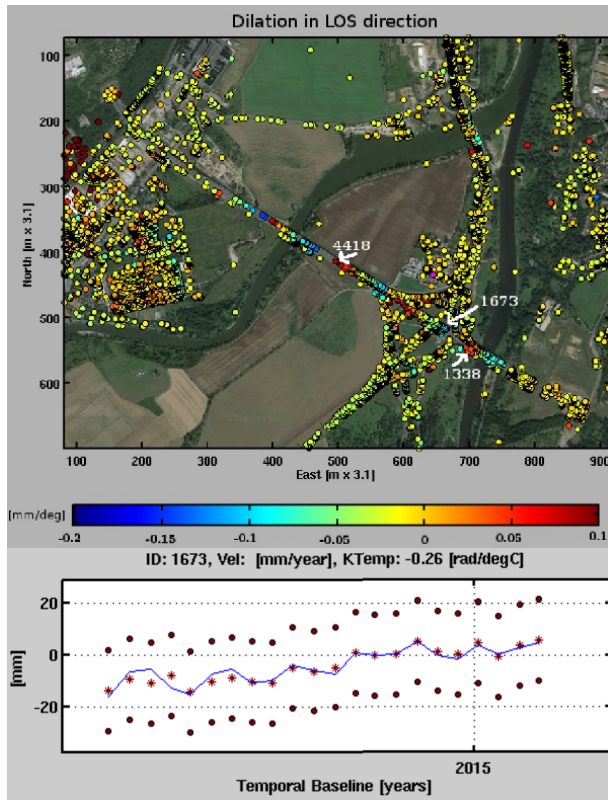 Dilation in LOS direction
100
200
300
400
500
600
North [m x 3.1]
4418
1673
1338
100 200 300 400 500 600 700 800 900
East [m x 3.1]
[mm/deg]
-0.2 -0.15 -0.1 -0.05 0 0.05 0.1
ID: 1673, Vel: [mm/year], KTemp: -0.26 [rad/degC]
20
0
-20
[mm]
2015
Temporal Baseline [years]